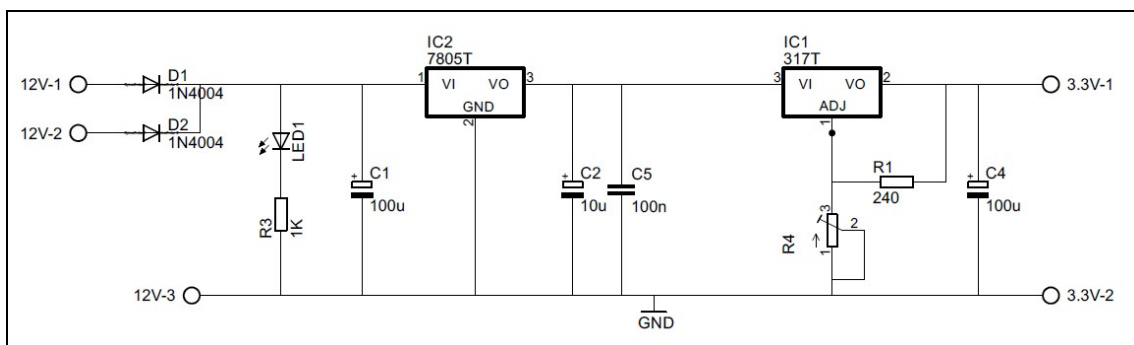 IC2
7805T
IC1
317T
12V-1
D1
1N4004
1
VI
VO
3
GND
2
3
VI
VO
2
ADJ
1
3.3V-1
12V-2
D2
1N4004
LED1
C1
100u
C2
10u
C5
100n
R1
240
C4
100u
R3
1K
R4
3
2
1
12V-3
GND
3.3V-2